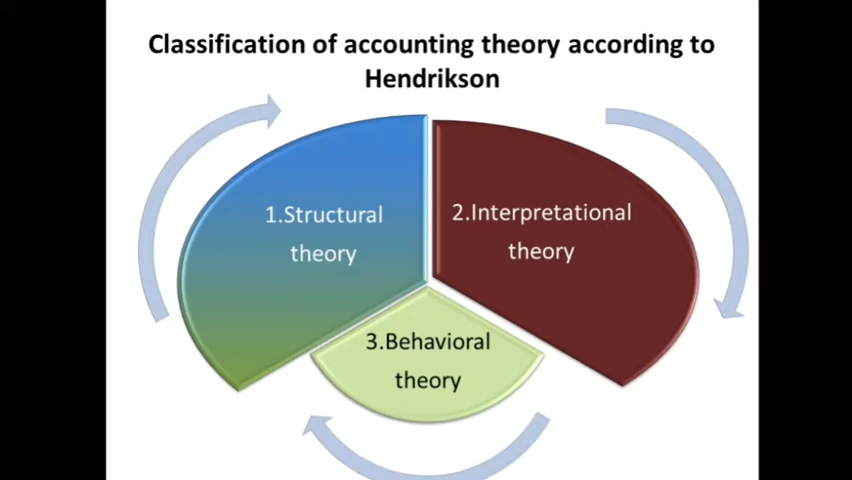 Classification of accounting theory according to
Hendrikson
1.Structural
theory
2.Interpretational
theory
3.Behavioral
theory